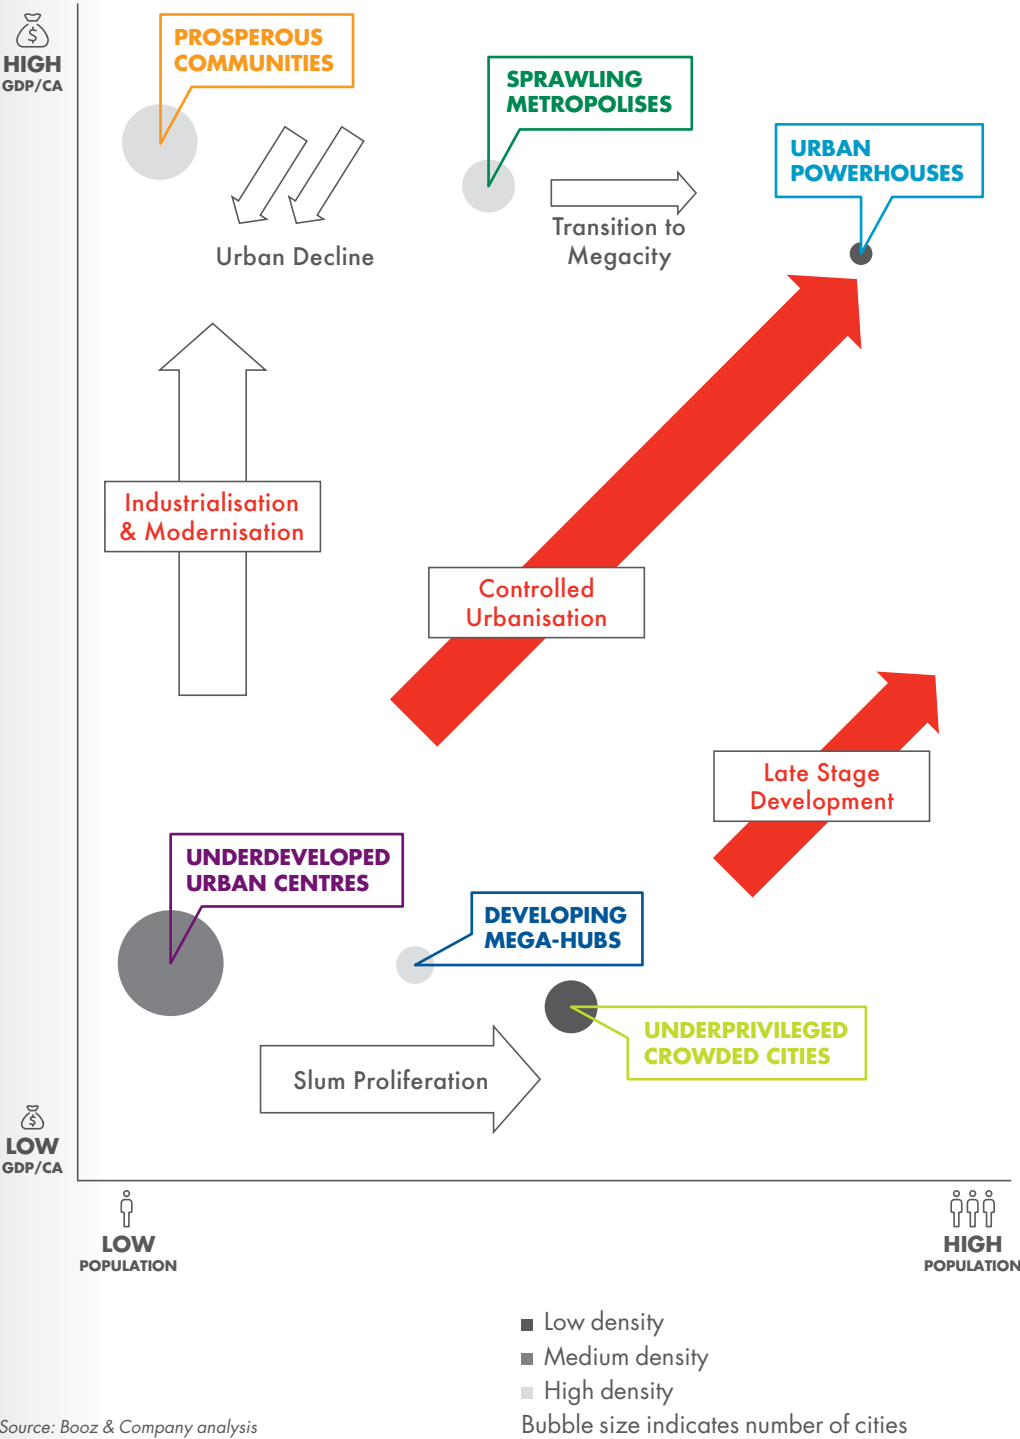 HIGH
GDP/CA
PROSPEROUS
COMMUNITIES
SPRAWLING
METROPOLISES
URBAN
POWERHOUSES
Transition to
Megacity
Urban Decline
Industrialisation
& Modernisation
Controlled
Urbanisation
Late Stage
Development
UNDERDEVELOPED
URBAN CENTRES
DEVELOPING
MEGA-HUBS
UNDERPRIVILEGED
CROWDED CITIES
Slum Proliferation
LOW
GDP/CA
LOW
POPULATION
HIGH
POPULATION
Low density
Medium density
High density
Bubble size indicates number of cities
Source: Booz & Company analysis